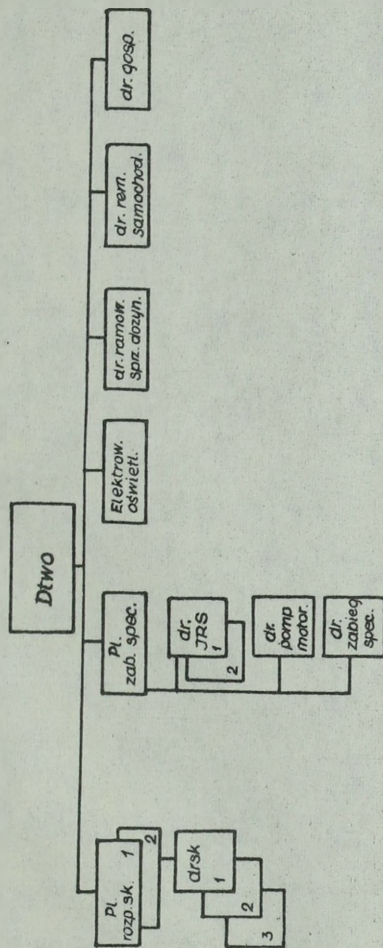 Dtwo
Pl.
rozp. sk.
1
2
drsk
1
2
3
Pl.
zab. spec.
dr.
JRS
1
2
dr.
pomp
motor.
dr.
zabieg
spec.
Elektrow.
oświetl.
dr. ramow.
sprz. dozyn.
dr. rem.
samochod.
dr. gosp.